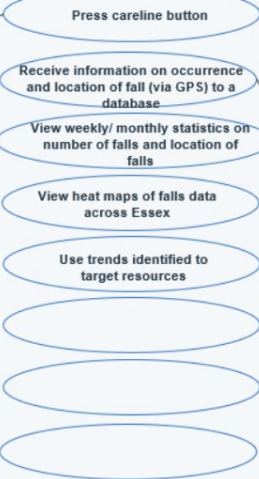 Press careline button
Receive information on occurrence
and location of fall (via GPS) to a
database
View weekly/ monthly statistics on
number of falls and location of
falls
View heat maps of falls data
across Essex
Use trends identified to
target resources